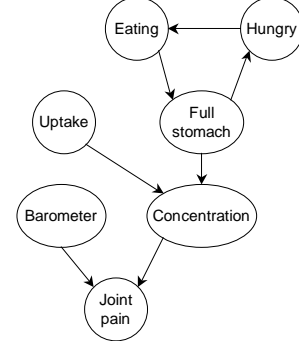 Eating
Hungry
Uptake
Full
stomach
Barometer
Concentration
Joint
pain